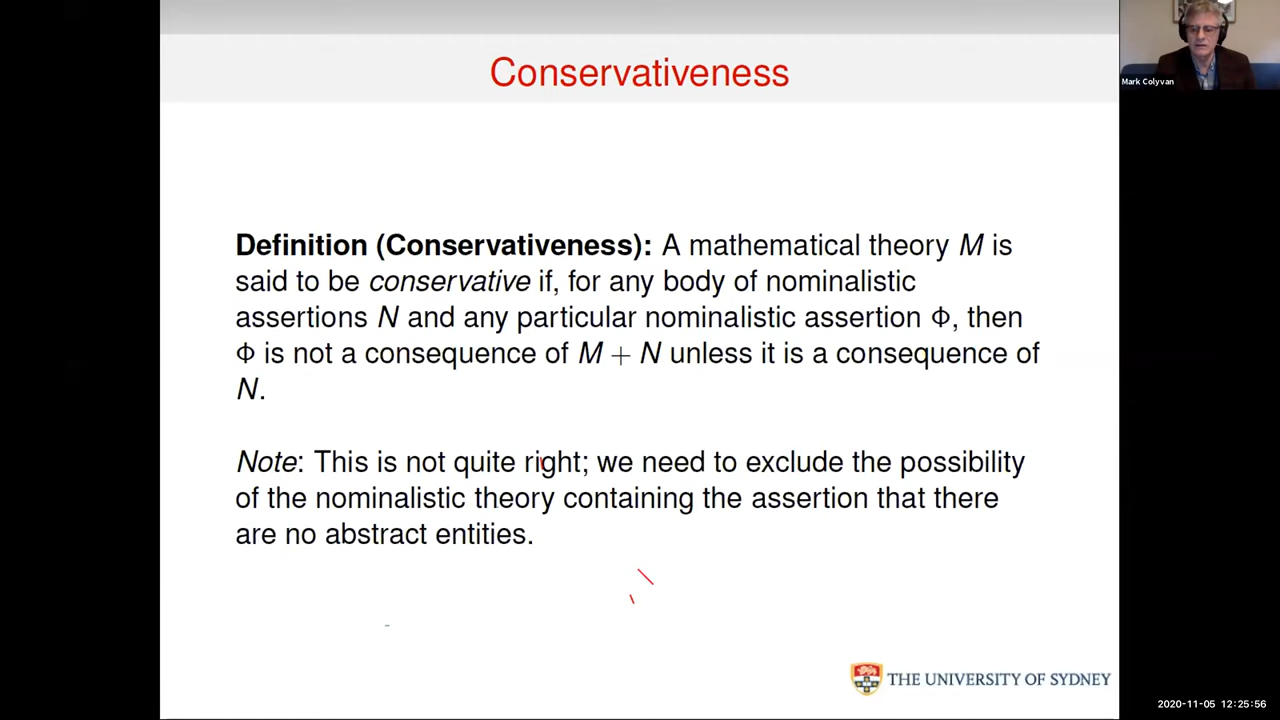 Conservativeness
Mark Colyvan
Definition (Conservativeness): A mathematical theory M is
said to be conservative if, for any body of nominalistic
assertions N and any particular nominalistic assertion Φ, then
Φ is not a consequence of M + N unless it is a consequence of
N.
Note: This is not quite right; we need to exclude the possibility
of the nominalistic theory containing the assertion that there
are no abstract entities.
THE UNIVERSITY OF SYDNEY
2020-11-05 12:25:56